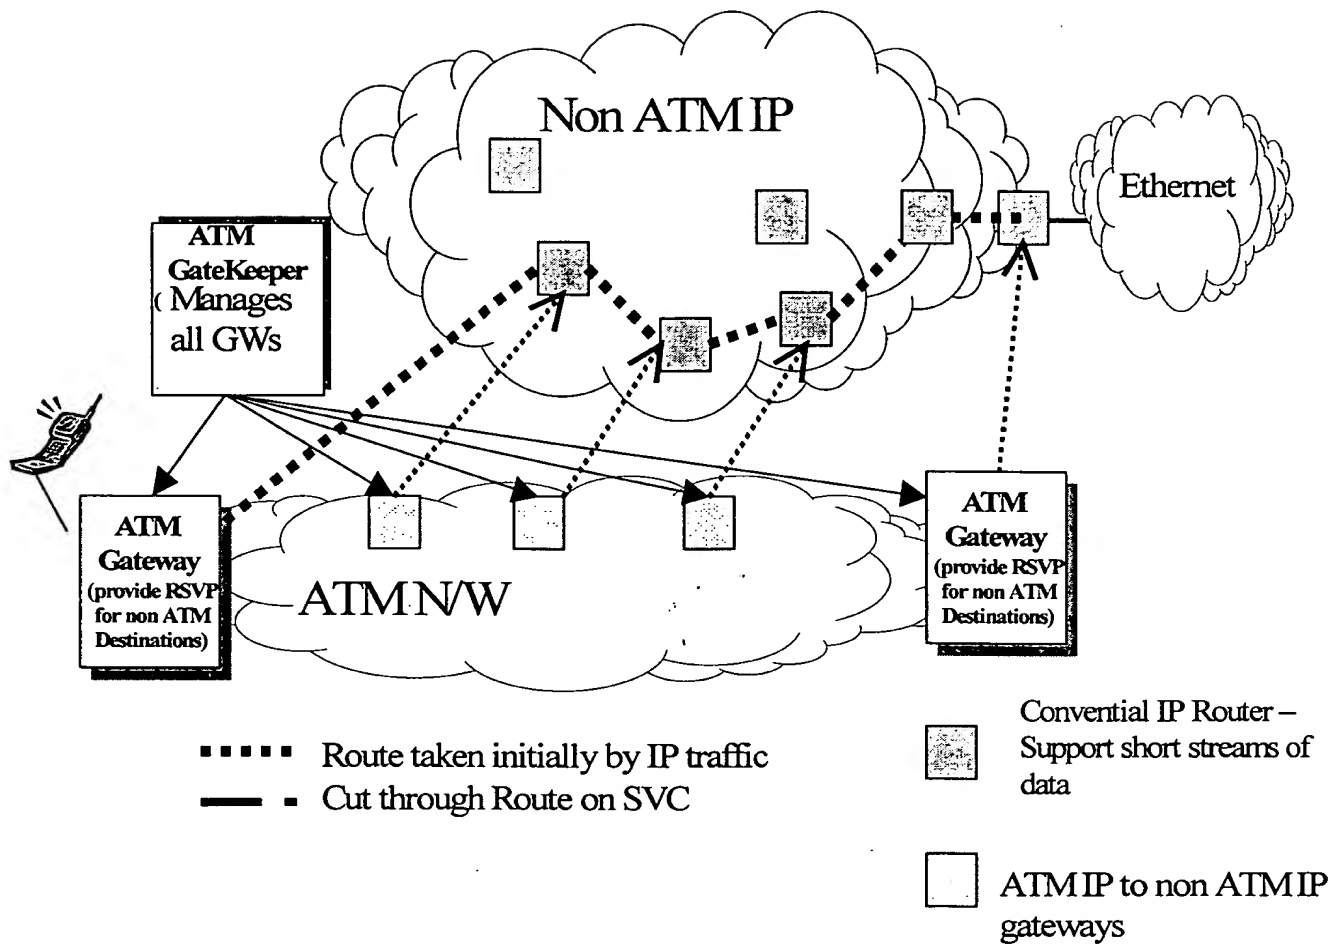 Non ATM IP
Ethernet
ATM
GateKeeper
( Manages
all GWs
ATM
Gateway
(provide RSVP
for non ATM
Destinations)
ATM N/W
ATM
Gateway
(provide RSVP
for non ATM
Destinations)
Route taken initially by IP traffic
Cut through Route on SVC
Convential IP Router –
Support short streams of
data
ATM IP to non ATM IP
gateways